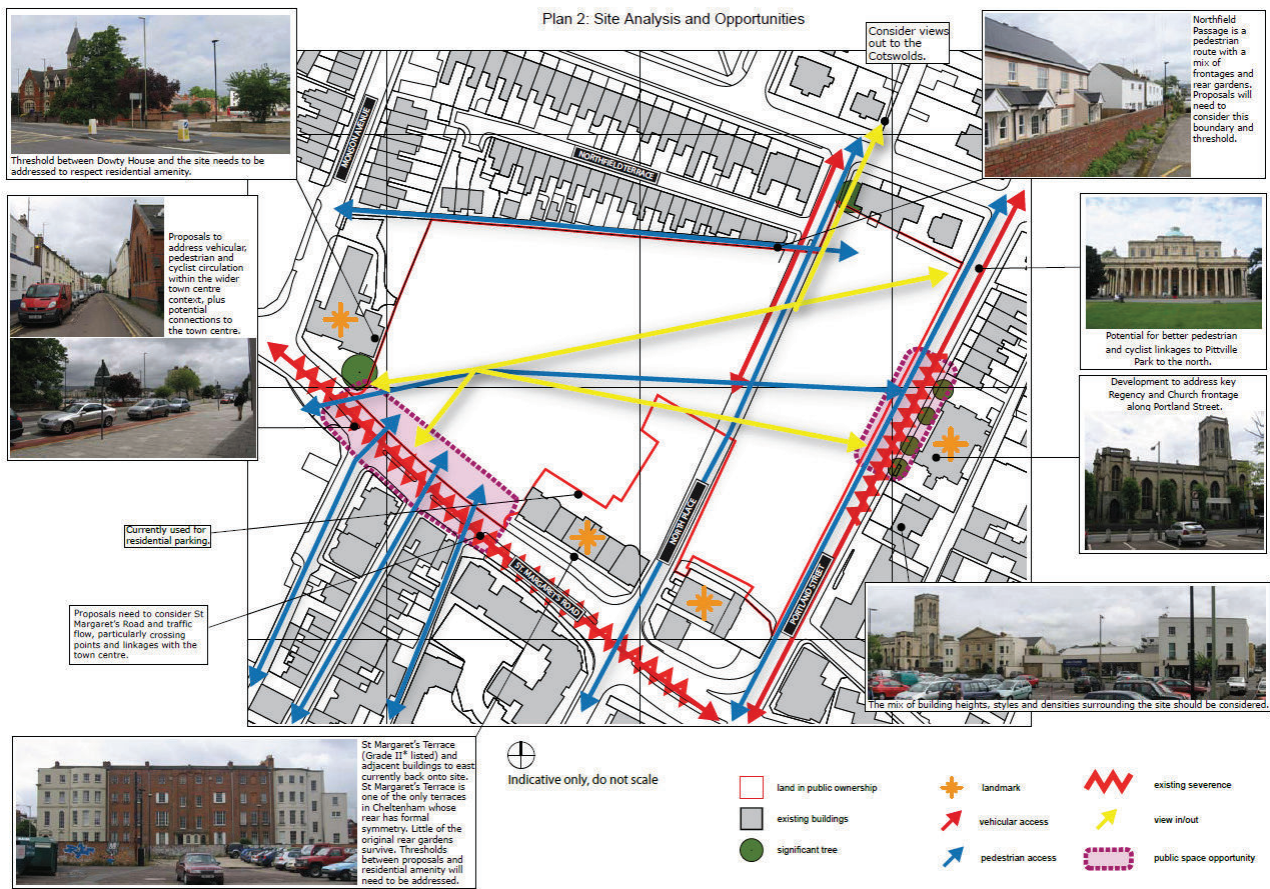 Plan 2: Site Analysis and Opportunities
Threshold between Dowty House and the site needs to be
addressed to respect residential amenity.
Consider views
out to the
Cotswolds.
Northfield
Passage is a
pedestrian
route with a
mix of
frontages and
rear gardens.
Proposals will
need to
consider this
boundary and
threshold.
MONSON AVENUE
NORTHFIELD TERRACE
Proposals to
address vehicular,
pedestrian and
cyclist circulation
within the wider
town centre
context, plus
potential
connections to
the town centre.
Potential for better pedestrian
and cyclist linkages to Pittville
Park to the north.
Development to address key
Regency and Church frontage
along Portland Street.
Currently used for
residential parking.
NORTH PLACE
ST. MARGARET'S ROAD
PORTLAND STREET
Proposals need to consider St
Margaret's Road and traffic
flow, particularly crossing
points and linkages with the
town centre.
The mix of building heights, styles and densities surrounding the site should be considered.
St Margaret's Terrace
(Grade II* listed) and
adjacent buildings to east
currently back onto site.
St Margaret's Terrace is
one of the only terraces
in Cheltenham whose
rear has formal
symmetry. Little of the
original rear gardens
survive. Thresholds
between proposals and
residential amenity will
need to be addressed.
Indicative only, do not scale
land in public ownership
existing buildings
significant tree
landmark
vehicular access
pedestrian access
existing severence
view in/out
public space opportunity